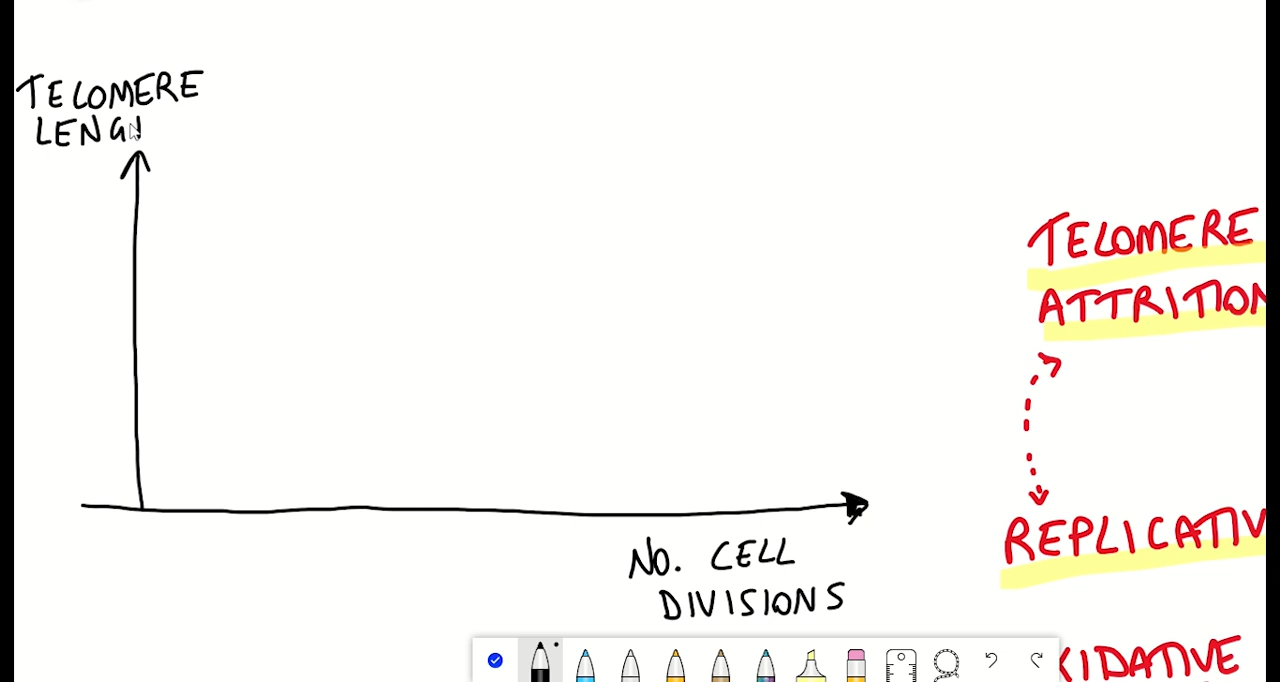 TELOMERE
LENG
No. CELL
DIVISIONS
TELOMERE
ATTRITION
REPLICATIV
XIDATIVE